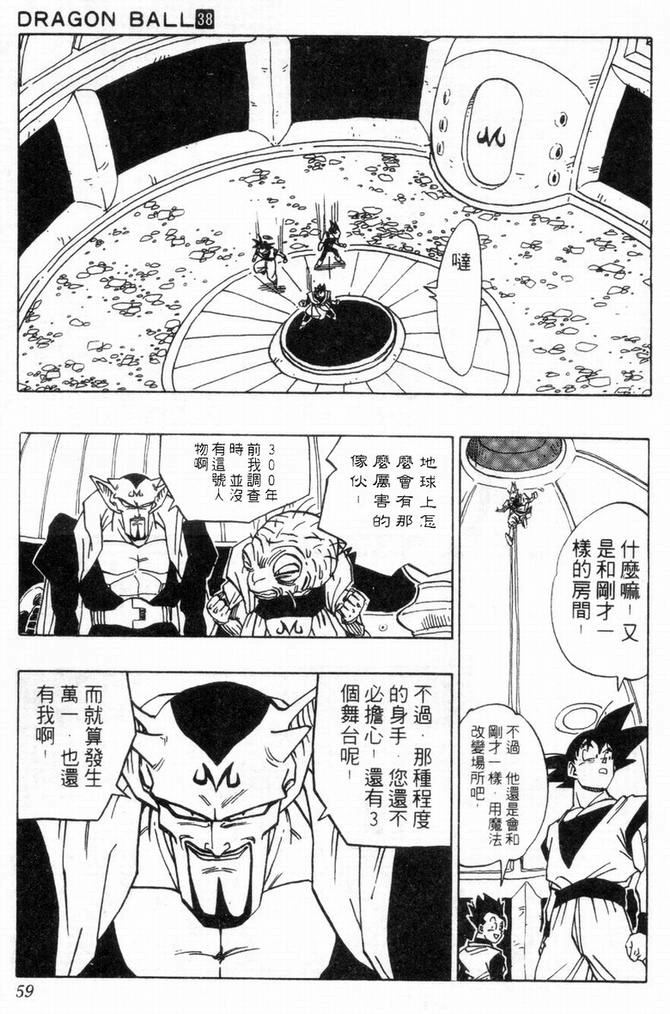 DRAGON BALL 38
噠
什麼嘛!又
是和剛才一
樣的房間!
不過,他還是會和
剛才一樣,用魔法
改變場所吧.
地球上怎
麼會有那
麼厲害的
傢伙!
300年
前我調查
時,並沒
有這號人
物啊
不過,那種程度
的身手,您還不
必擔心!還有3
個舞台呢!
而就算發生
萬一,也還
有我啊!
59